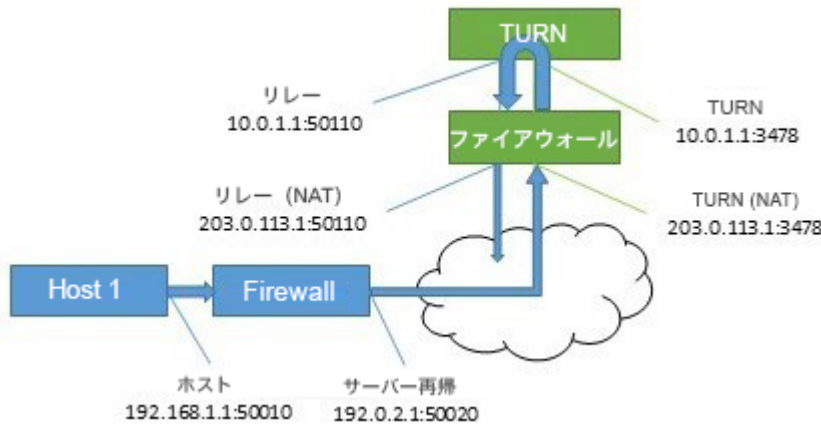 TURN
リレー
10.0.1.1:50110
TURN
10.0.1.1:3478
ファイアウォール
リレー（NAT）
203.0.113.1:50110
TURN (NAT)
203.0.113.1:3478
Host 1
Firewall
ホスト
192.168.1.1:50010
サーバー再帰
192.0.2.1:50020